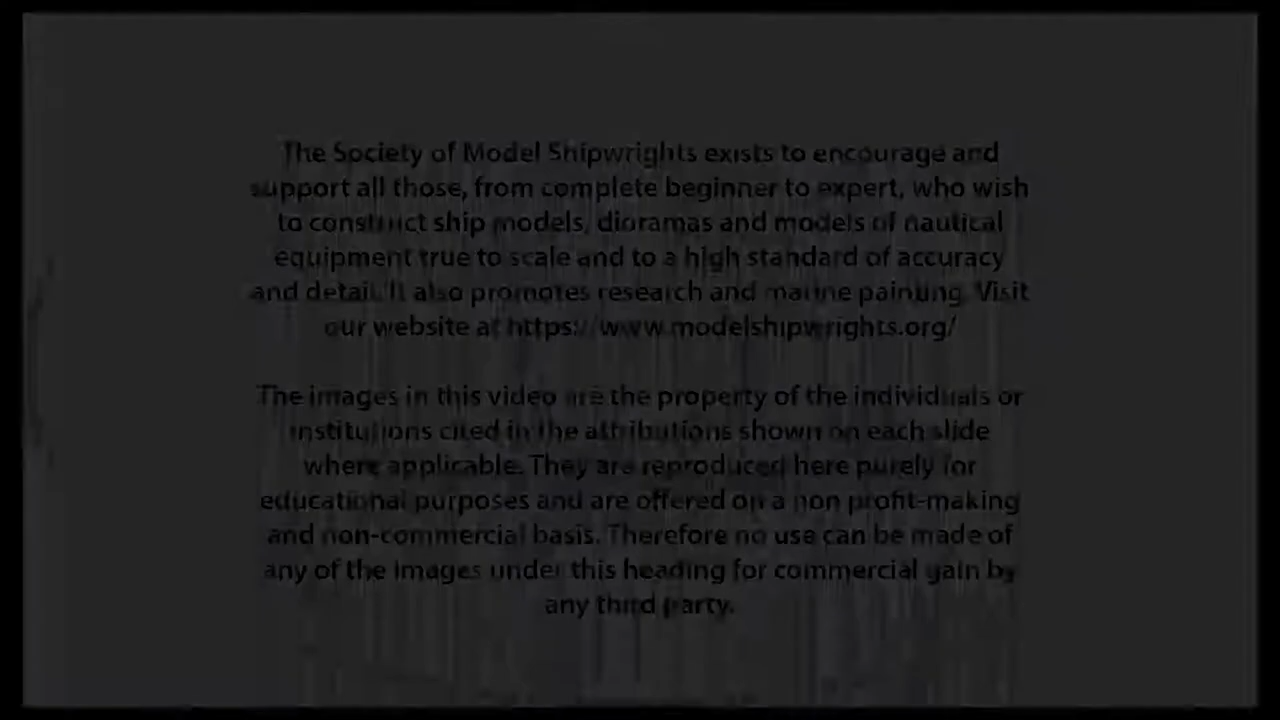 The Society of Model Shipwrights exists to encourage and
support all those, from complete beginner to expert, who wish
to construct ship models, dioramas and models of nautical
equipment true to scale and to a high standard of accuracy
and detail. It also promotes research and marine painting. Visit
our website at https://www.modelshipwrights.org/
The images in this video are the property of the individuals or
institutions cited in the attributions shown on each slide
where applicable. They are reproduced here purely for
educational purposes and are offered on a non profit-making
and non-commercial basis. Therefore no use can be made of
any of the images under this heading for commercial gain by
any third party.